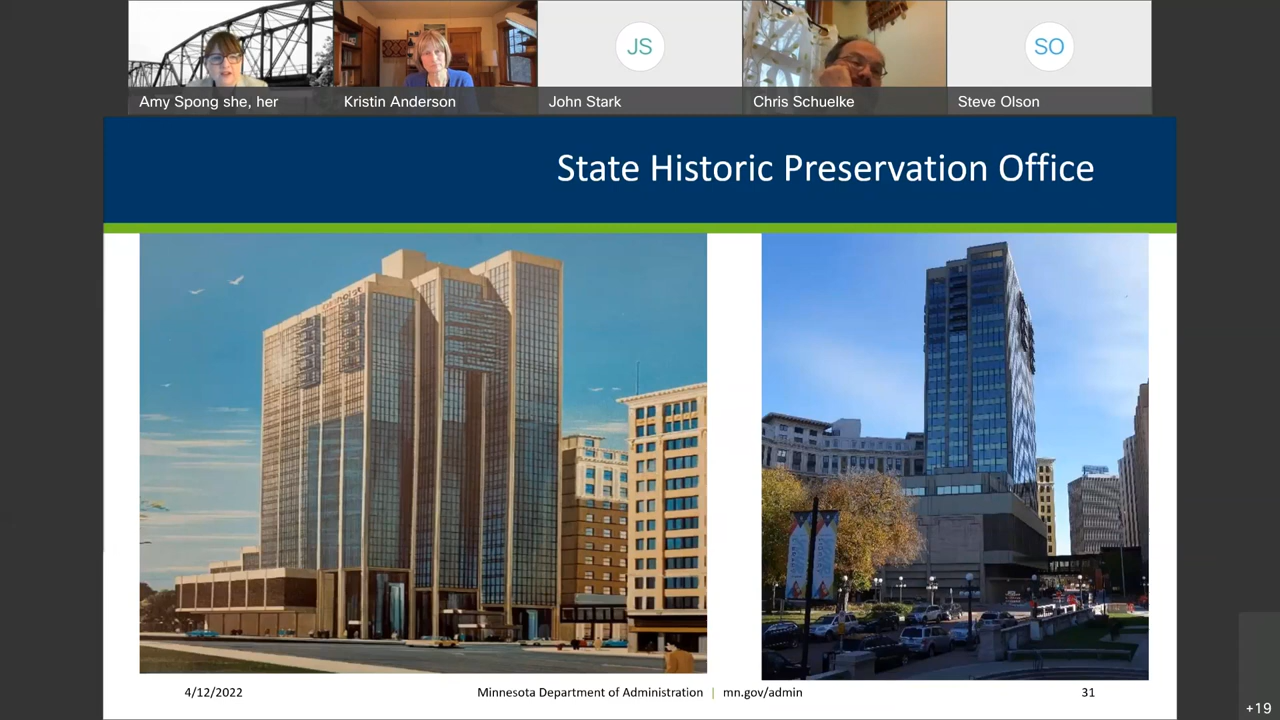 JS
SO
Amy Spong she, her
Kristin Anderson
John Stark
Chris Schuelke
Steve Olson
State Historic Preservation Office
4/12/2022
Minnesota Department of Administration | mn.gov/admin
31
+19